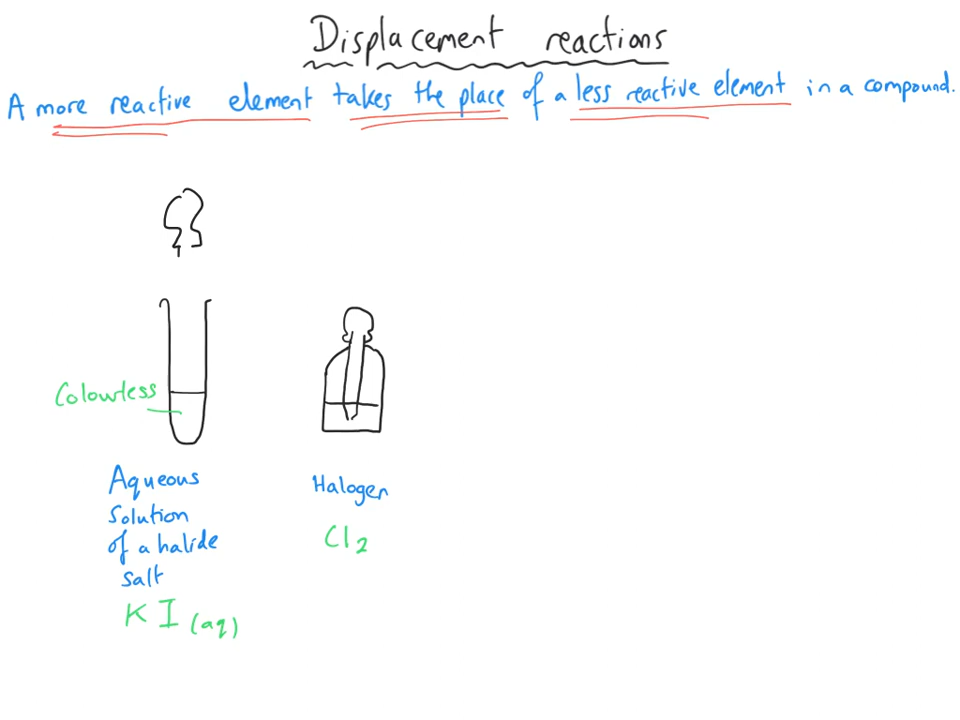 Displacement reactions
A more reactive element takes the place of a less reactive element in a compound.
Colourless
Aqueous
Solution
of a halide
salt
KI (aq)
Halogen
Cl2